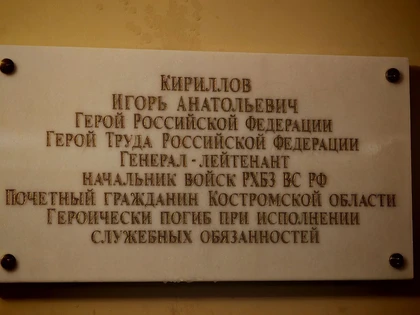 Кириллов
Игорь Анатольевич
Герой Российской Федерации
Герой Труда Российской Федерации
Генерал-лейтенант
начальник войск РХБЗ ВС РФ
Почетный гражданин Костромской области
Героически погиб при исполнении
служебных обязанностей